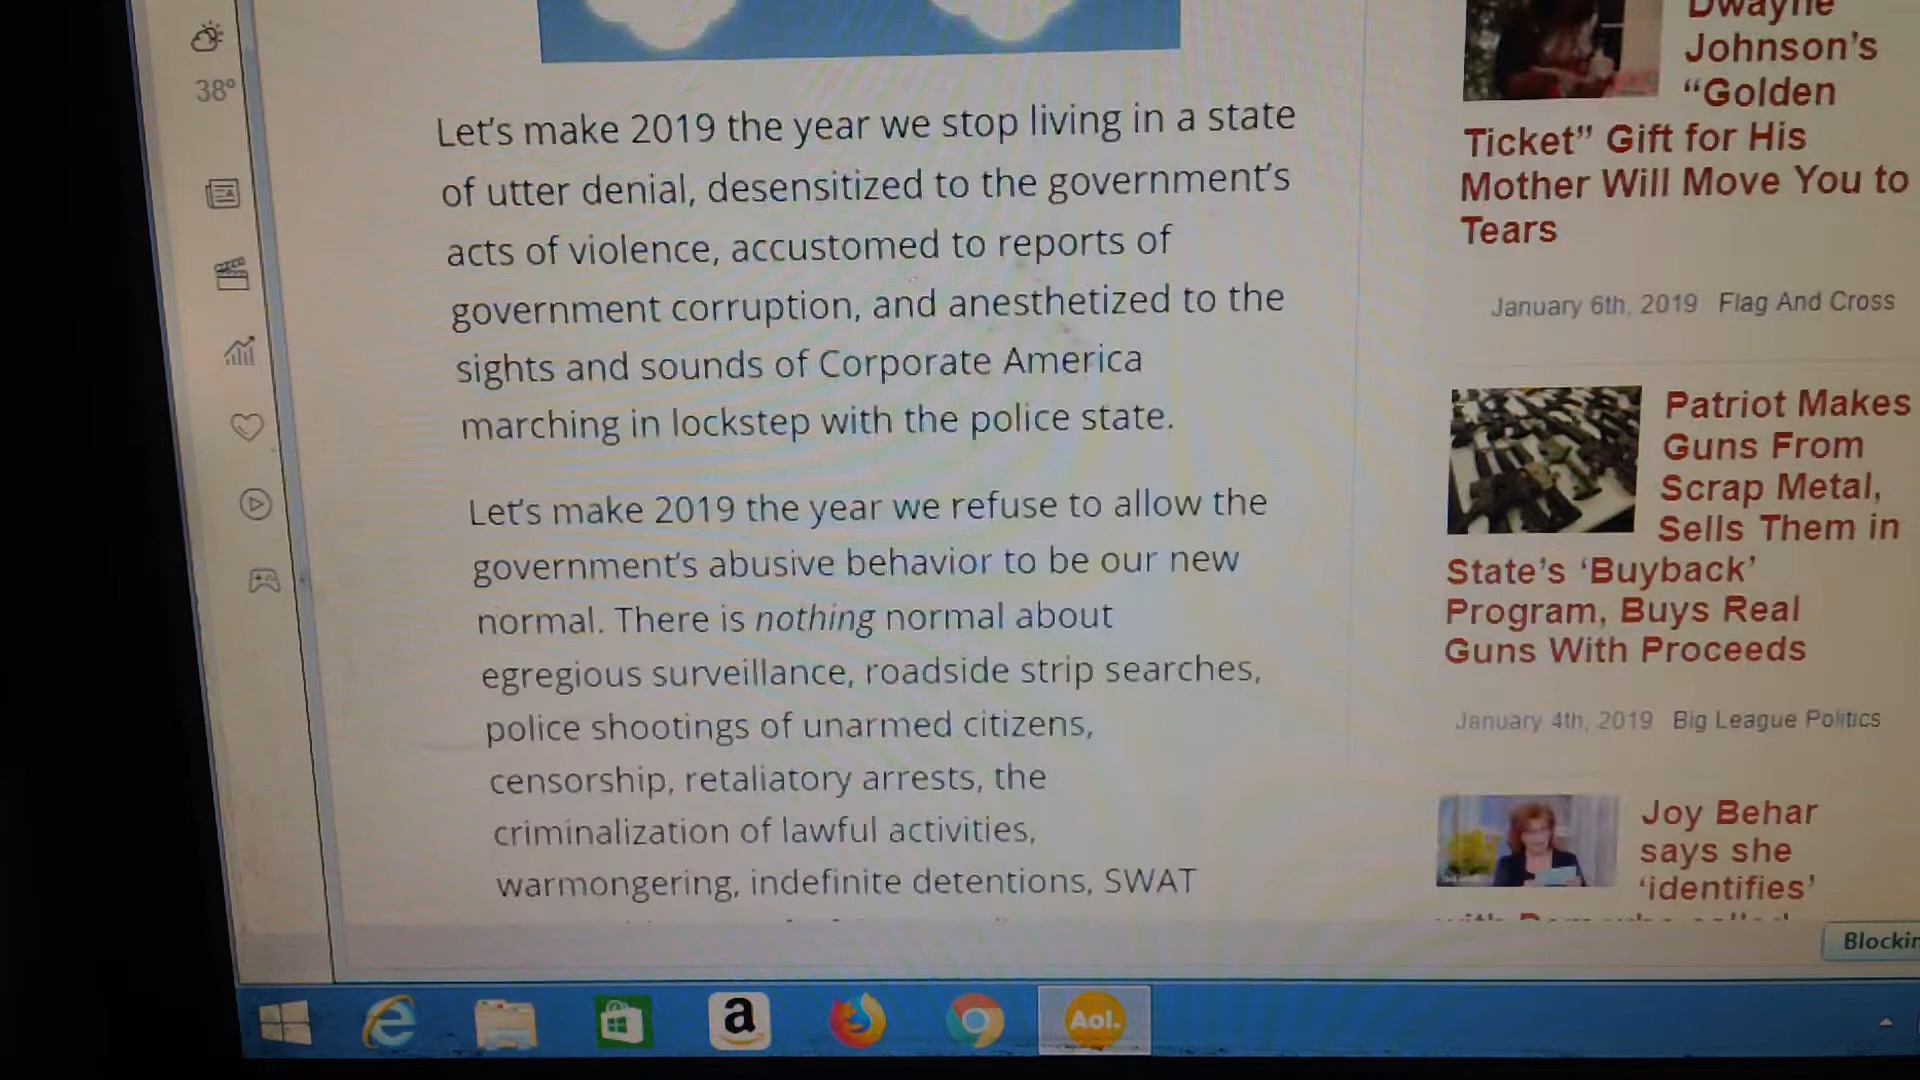 38°
Let's make 2019 the year we stop living in a state
of utter denial, desensitized to the government's
acts of violence, accustomed to reports of
government corruption, and anesthetized to the
sights and sounds of Corporate America
marching in lockstep with the police state.
Let's make 2019 the year we refuse to allow the
government's abusive behavior to be our new
normal. There is nothing normal about
egregious surveillance, roadside strip searches,
police shootings of unarmed citizens,
censorship, retaliatory arrests, the
criminalization of lawful activities,
warmongering, indefinite detentions, SWAT
Dwayne
Johnson's
“Golden
Ticket” Gift for His
Mother Will Move You to
Tears
January 6th, 2019 Flag And Cross
Patriot Makes
Guns From
Scrap Metal,
Sells Them in
State's ‘Buyback’
Program, Buys Real
Guns With Proceeds
January 4th, 2019 Big League Politics
Joy Behar
says she
‘identifies’
Blockin
a
Aol.